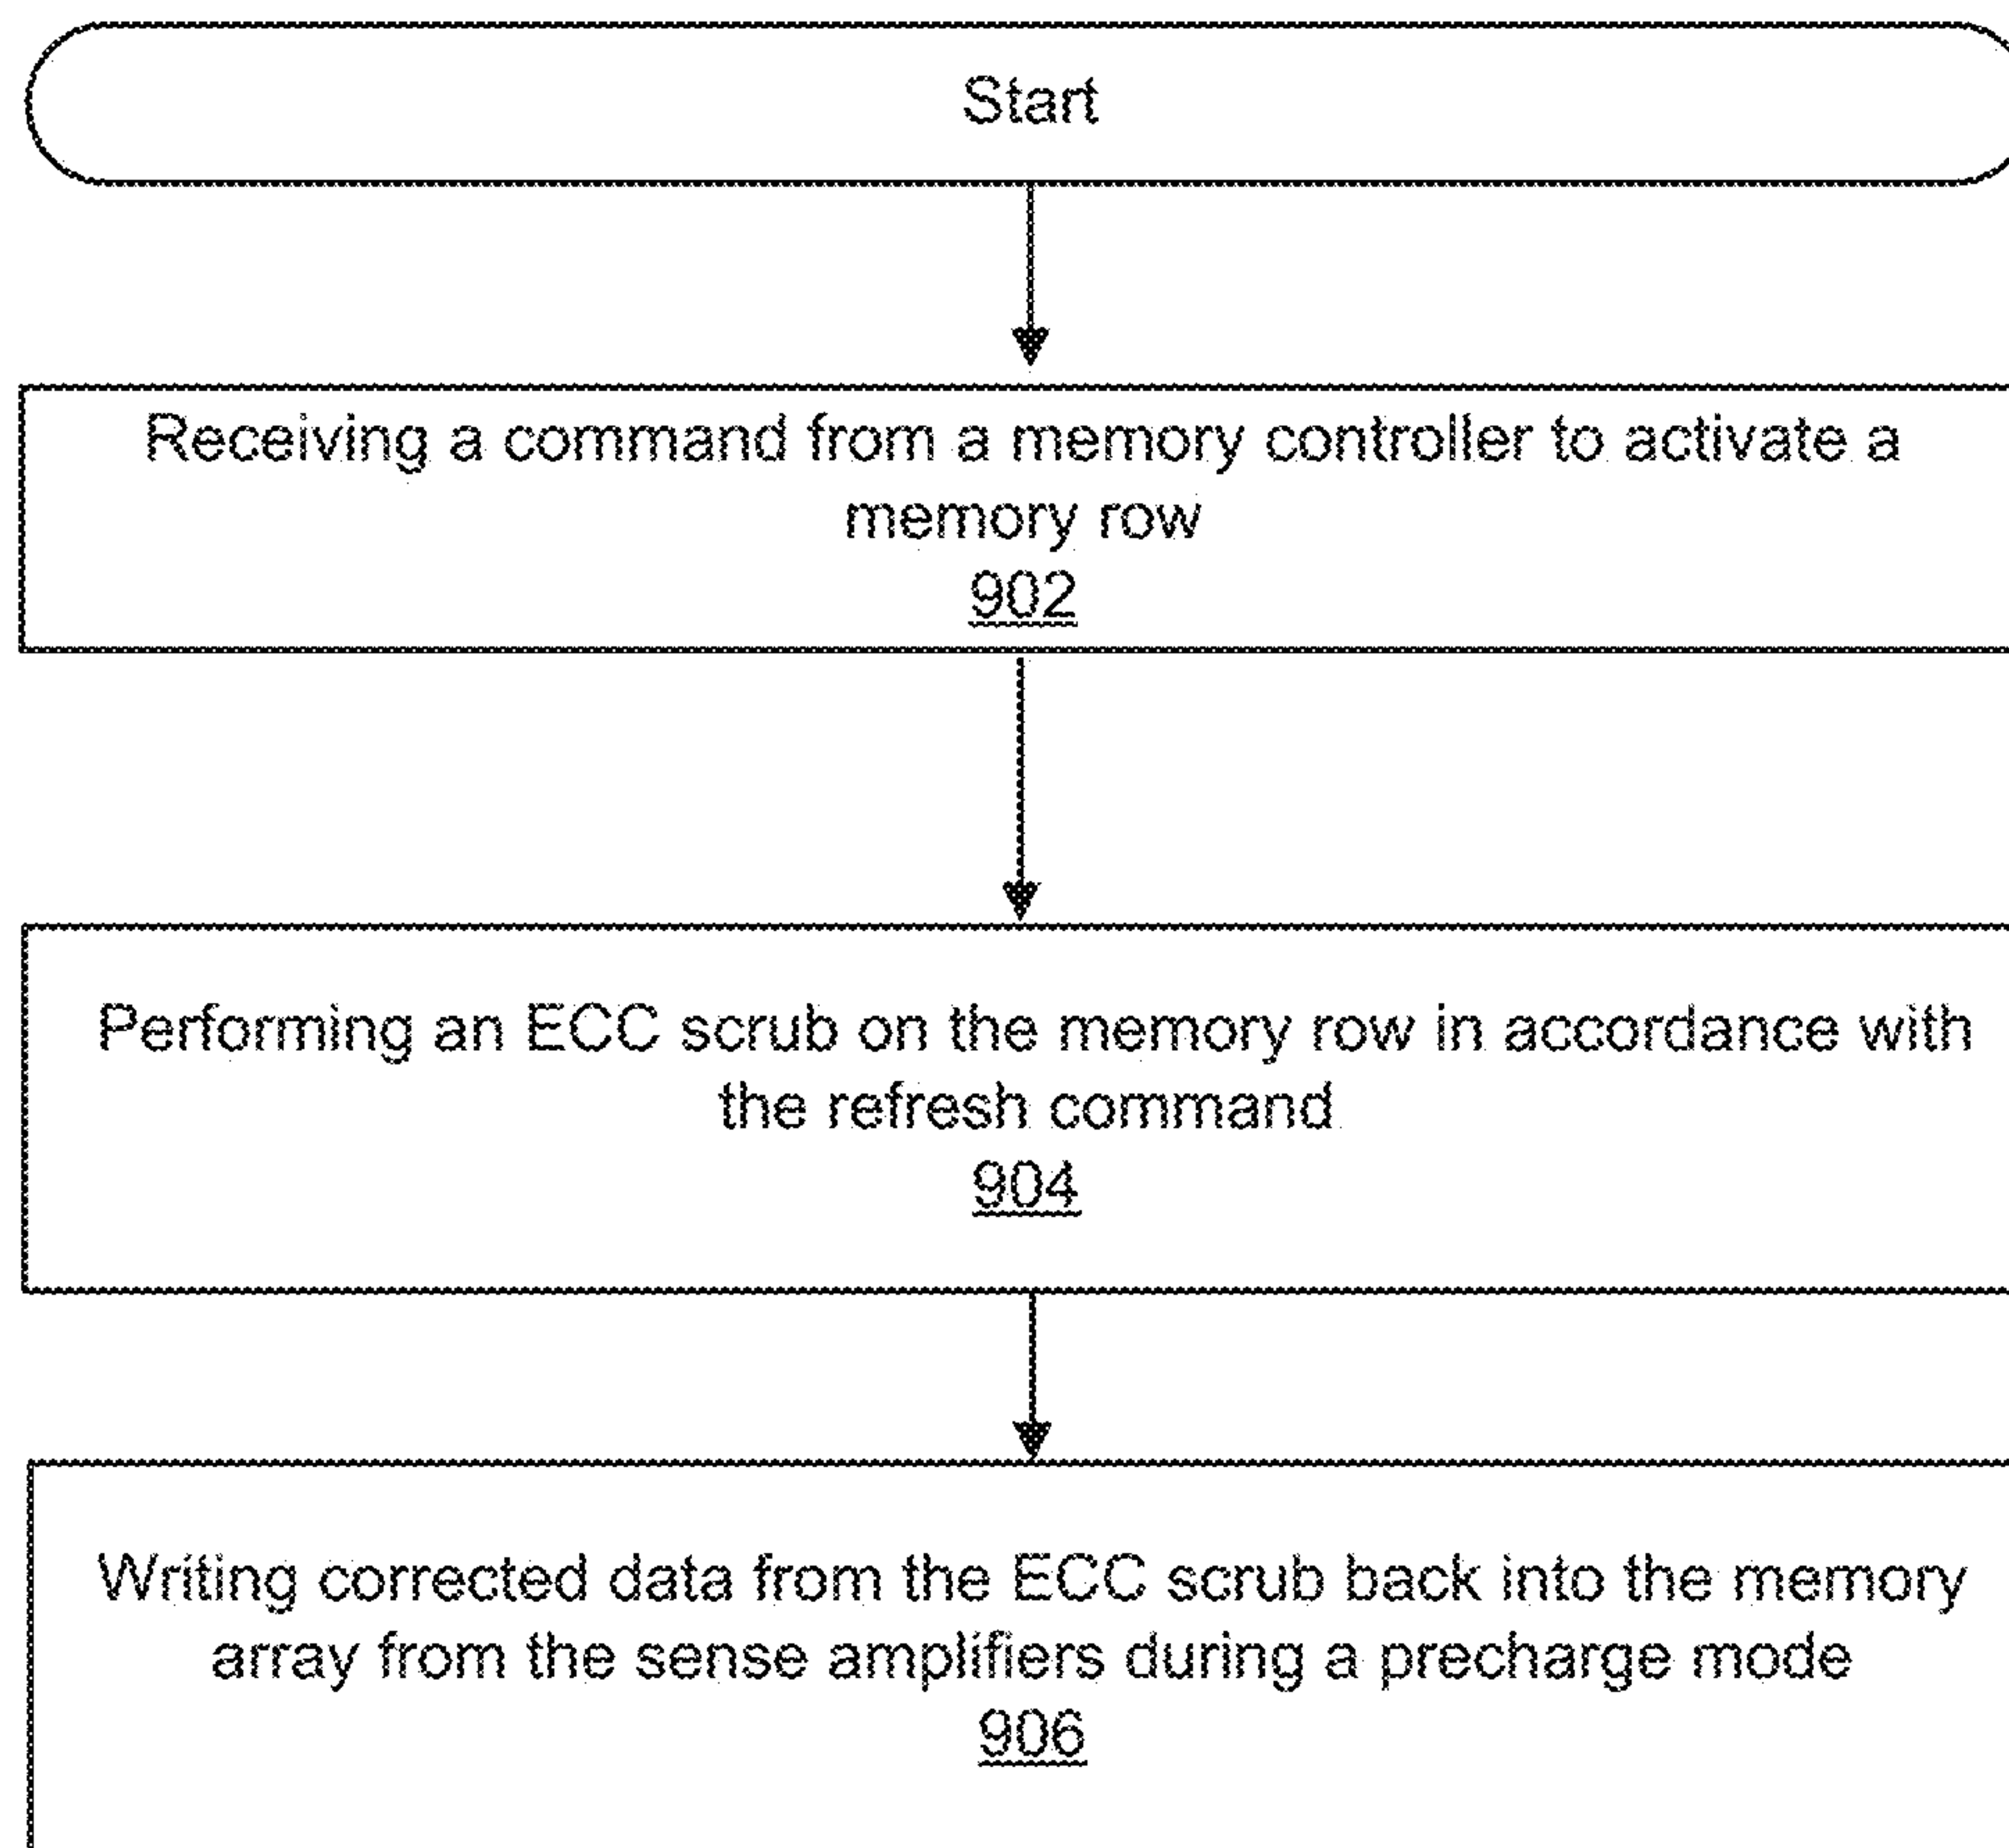 Start
Receiving a command from a memory controller to activate a
memory row
902
Performing an ECC scrub on the memory row in accordance with
the refresh command
904
Writing corrected data from the ECC scrub back into the memory
array from the sense amplifiers during a precharge mode
906